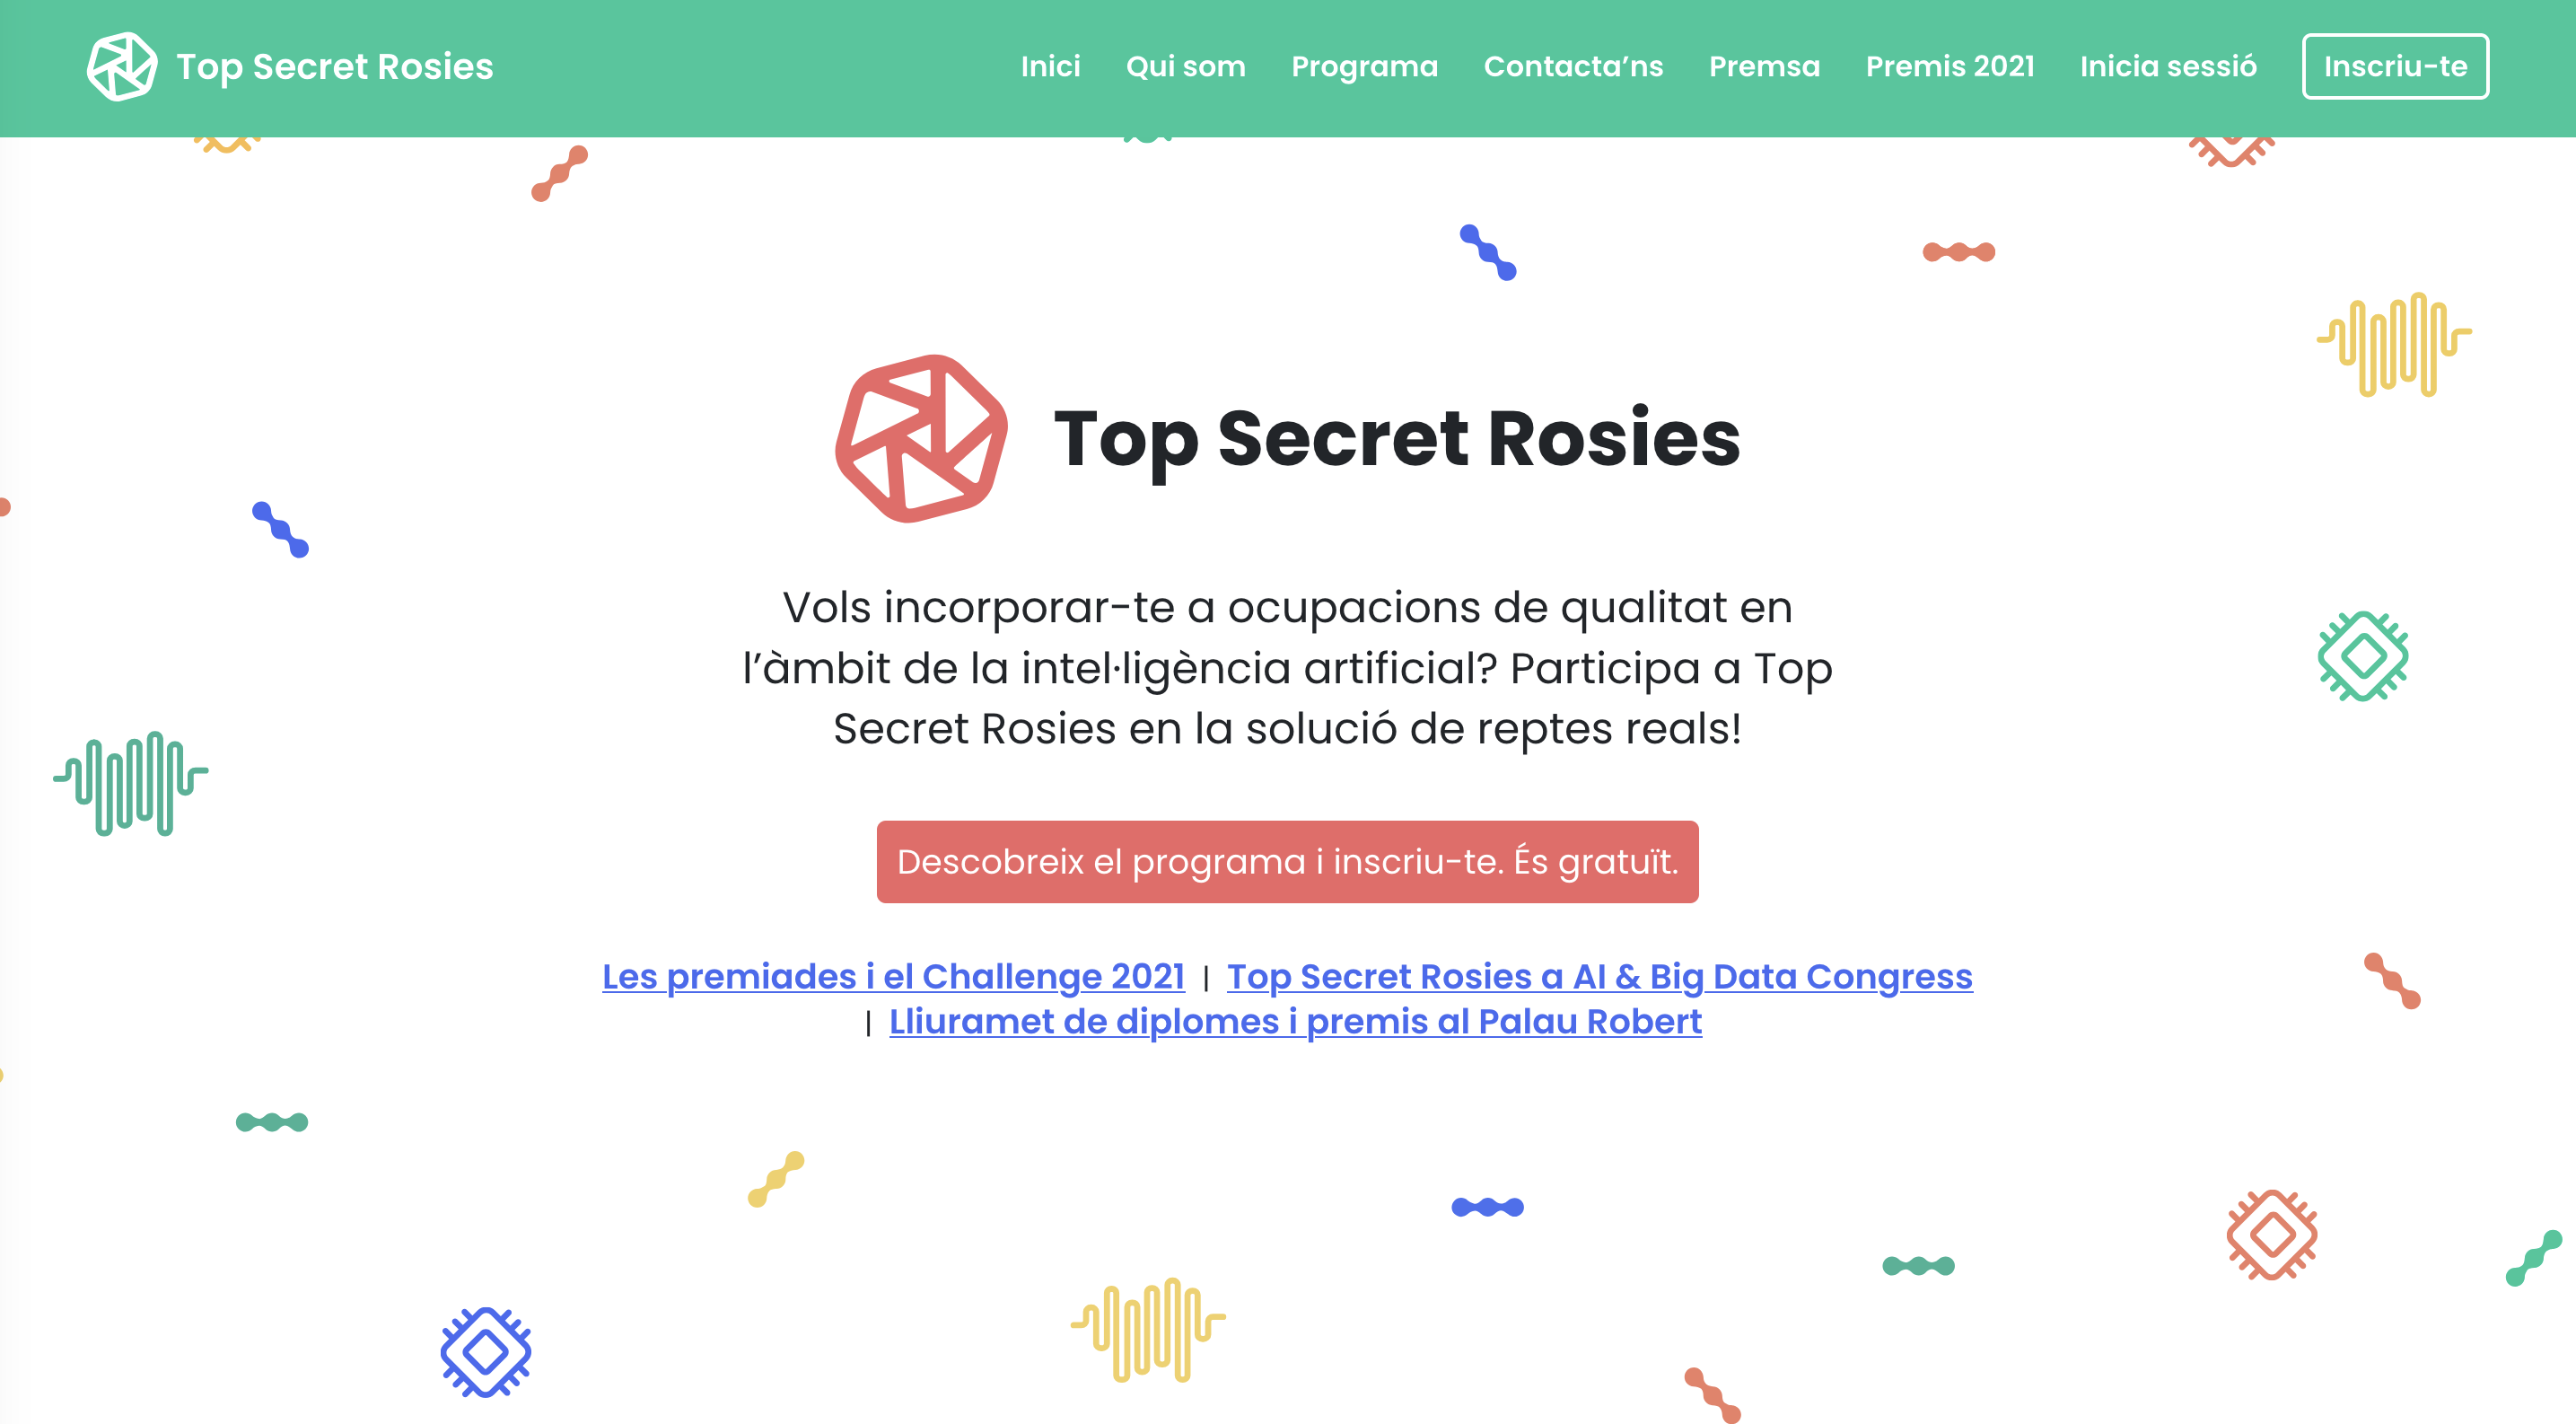 Top Secret Rosies
Inici Qui som Programa Contacta’ns Premsa Premis 2021 Inicia sessió Inscriu-te
Top Secret Rosies
Vols incorporar-te a ocupacions de qualitat en
l’àmbit de la intel·ligència artificial? Participa a Top
Secret Rosies en la solució de reptes reals!
Descobreix el programa i inscriu-te. És gratuït.
Les premiades i el Challenge 2021 | Top Secret Rosies a AI & Big Data Congress
| Lliuramet de diplomes i premis al Palau Robert